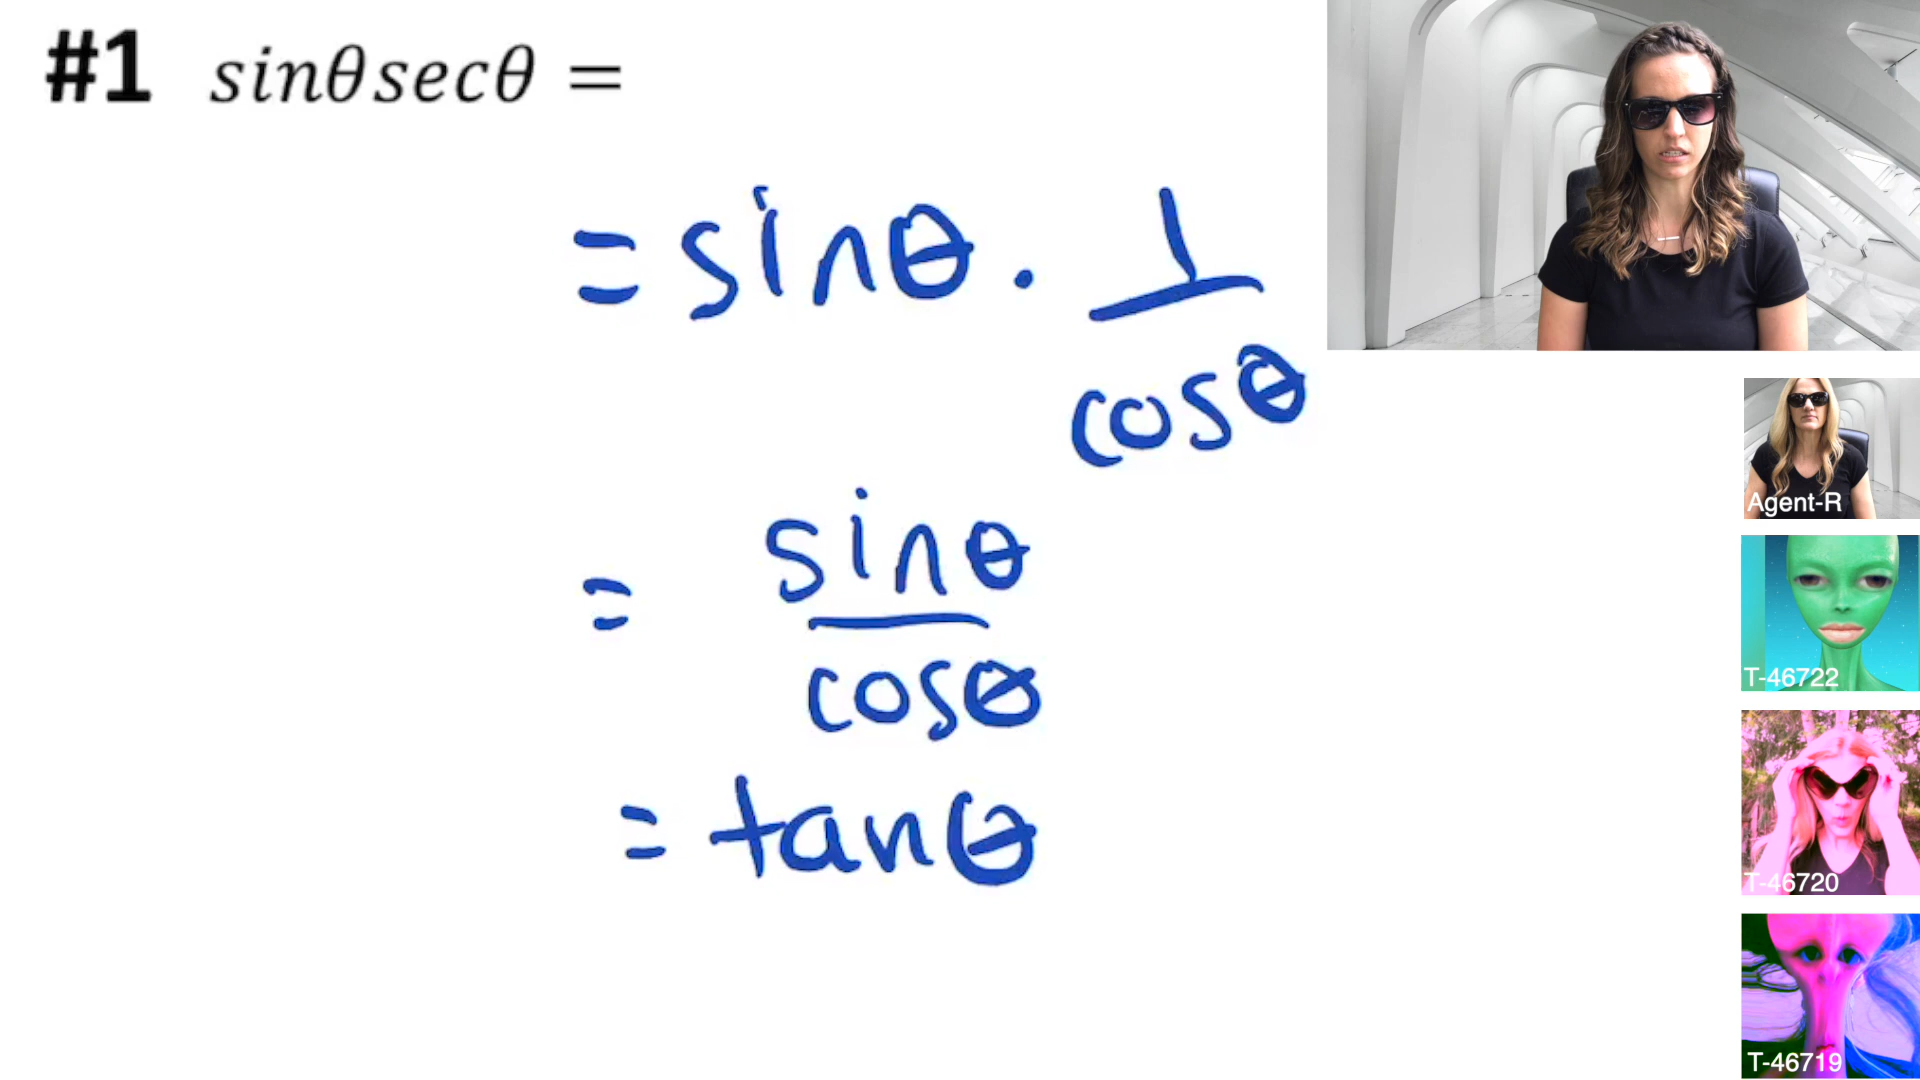 #1 sinθsecθ =
= sinθ · 1/cosθ
= sinθ/cosθ
= tanθ
Agent-R
T-46722
T-46720
T-46719